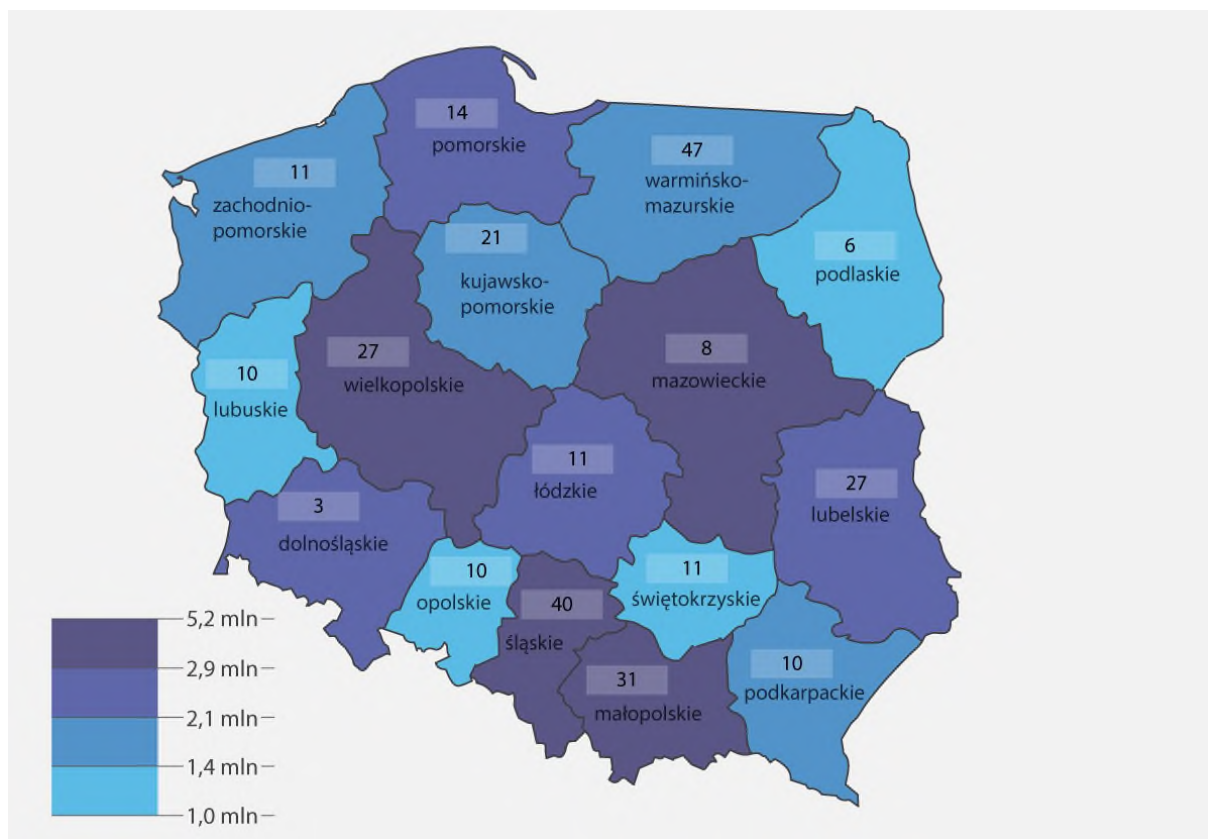 14
pomorskie
47
warmińsko-
mazurskie
11
zachodnio-
pomorskie
21
kujawsko-
pomorskie
6
podlaskie
10
lubuskie
27
wielkopolskie
8
mazowieckie
11
łódzkie
27
lubelskie
3
dolnośląskie
10
opolskie
40
śląskie
11
świętokrzyskie
31
małopolskie
10
podkarpackie
5,2 mln
2,9 mln
2,1 mln
1,4 mln
1,0 mln